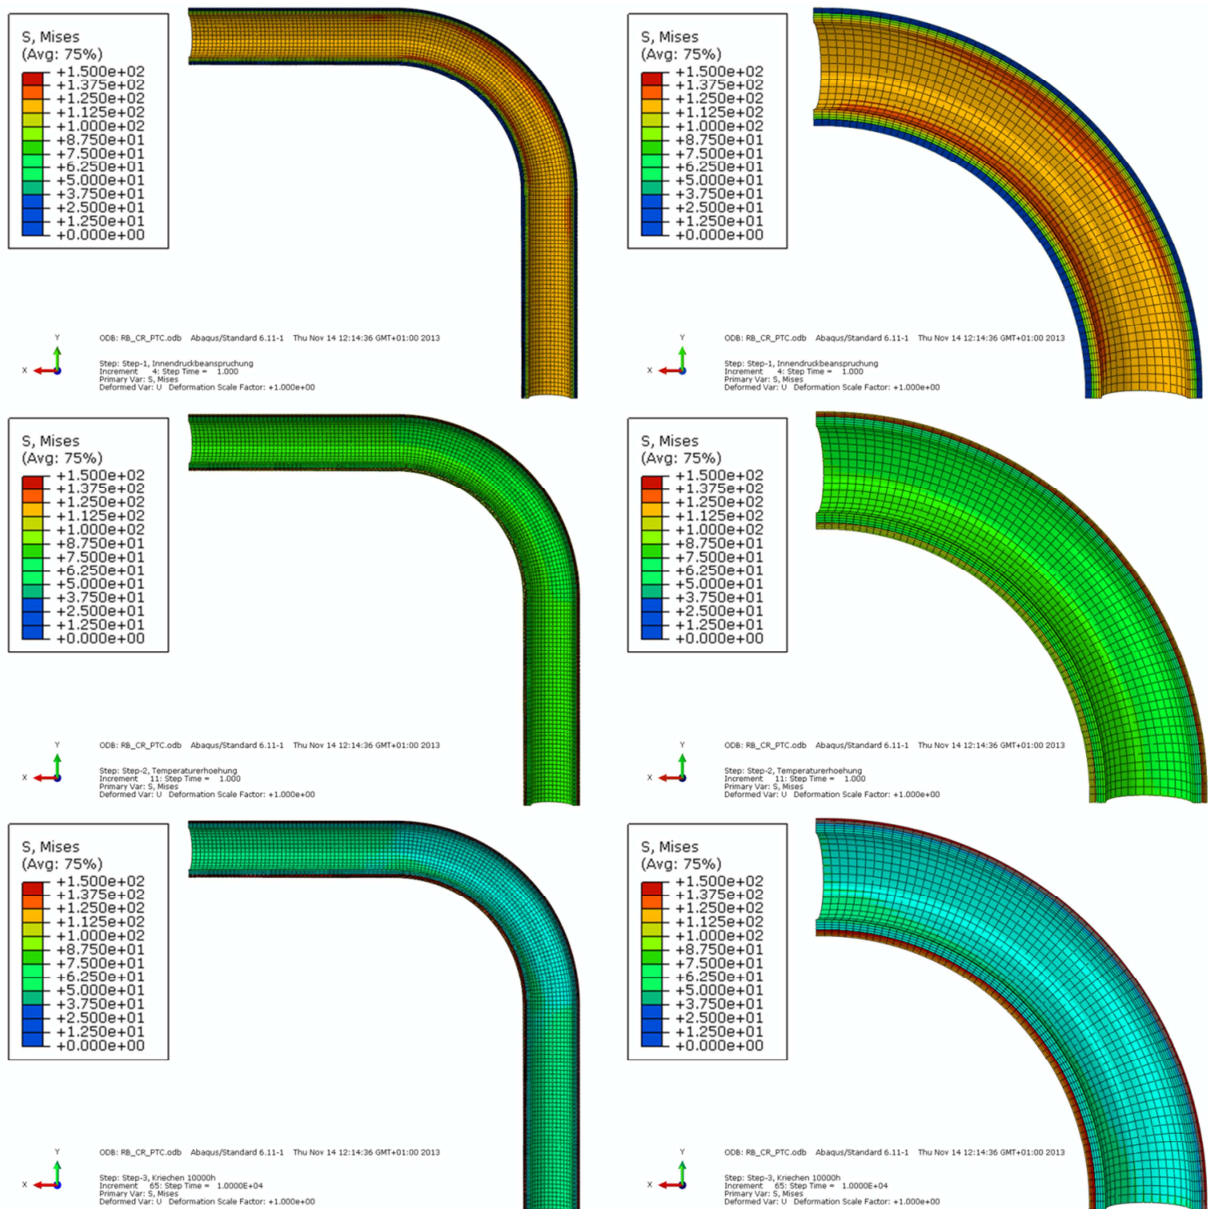 S, Mises
(Avg: 75%)
+1.500e+02
+1.375e+02
+1.250e+02
+1.125e+02
+1.000e+02
+8.750e+01
+7.500e+01
+6.250e+01
+5.000e+01
+3.750e+01
+2.500e+01
+1.250e+01
+0.000e+00
Y
X
ODB: RB_CR_PTC.odb Abaqus/Standard 6.11-1 Thu Nov 14 12:14:36 GMT+01:00 2013
Step: Step-1, Innendruckbeanspruchung
Increment 4: Step Time = 1.000
Primary Var: S, Mises
Deformed Var: U Deformation Scale Factor: +1.000e+00
S, Mises
(Avg: 75%)
+1.500e+02
+1.375e+02
+1.250e+02
+1.125e+02
+1.000e+02
+8.750e+01
+7.500e+01
+6.250e+01
+5.000e+01
+3.750e+01
+2.500e+01
+1.250e+01
+0.000e+00
Y
X
ODB: RB_CR_PTC.odb Abaqus/Standard 6.11-1 Thu Nov 14 12:14:36 GMT+01:00 2013
Step: Step-1, Innendruckbeanspruchung
Increment 4: Step Time = 1.000
Primary Var: S, Mises
Deformed Var: U Deformation Scale Factor: +1.000e+00
S, Mises
(Avg: 75%)
+1.500e+02
+1.375e+02
+1.250e+02
+1.125e+02
+1.000e+02
+8.750e+01
+7.500e+01
+6.250e+01
+5.000e+01
+3.750e+01
+2.500e+01
+1.250e+01
+0.000e+00
Y
X
ODB: RB_CR_PTC.odb Abaqus/Standard 6.11-1 Thu Nov 14 12:14:36 GMT+01:00 2013
Step: Step-2, Temperaturerhoehung
Increment 11: Step Time = 1.000
Primary Var: S, Mises
Deformed Var: U Deformation Scale Factor: +1.000e+00
S, Mises
(Avg: 75%)
+1.500e+02
+1.375e+02
+1.250e+02
+1.125e+02
+1.000e+02
+8.750e+01
+7.500e+01
+6.250e+01
+5.000e+01
+3.750e+01
+2.500e+01
+1.250e+01
+0.000e+00
Y
X
ODB: RB_CR_PTC.odb Abaqus/Standard 6.11-1 Thu Nov 14 12:14:36 GMT+01:00 2013
Step: Step-2, Temperaturerhoehung
Increment 11: Step Time = 1.000
Primary Var: S, Mises
Deformed Var: U Deformation Scale Factor: +1.000e+00
S, Mises
(Avg: 75%)
+1.500e+02
+1.375e+02
+1.250e+02
+1.125e+02
+1.000e+02
+8.750e+01
+7.500e+01
+6.250e+01
+5.000e+01
+3.750e+01
+2.500e+01
+1.250e+01
+0.000e+00
Y
X
ODB: RB_CR_PTC.odb Abaqus/Standard 6.11-1 Thu Nov 14 12:14:36 GMT+01:00 2013
Step: Step-3, Kriechen 10000h
Increment 65: Step Time = 1.0000E+04
Primary Var: S, Mises
Deformed Var: U Deformation Scale Factor: +1.000e+00
S, Mises
(Avg: 75%)
+1.500e+02
+1.375e+02
+1.250e+02
+1.125e+02
+1.000e+02
+8.750e+01
+7.500e+01
+6.250e+01
+5.000e+01
+3.750e+01
+2.500e+01
+1.250e+01
+0.000e+00
Y
X
ODB: RB_CR_PTC.odb Abaqus/Standard 6.11-1 Thu Nov 14 12:14:36 GMT+01:00 2013
Step: Step-3, Kriechen 10000h
Increment 65: Step Time = 1.0000E+04
Primary Var: S, Mises
Deformed Var: U Deformation Scale Factor: +1.000e+00